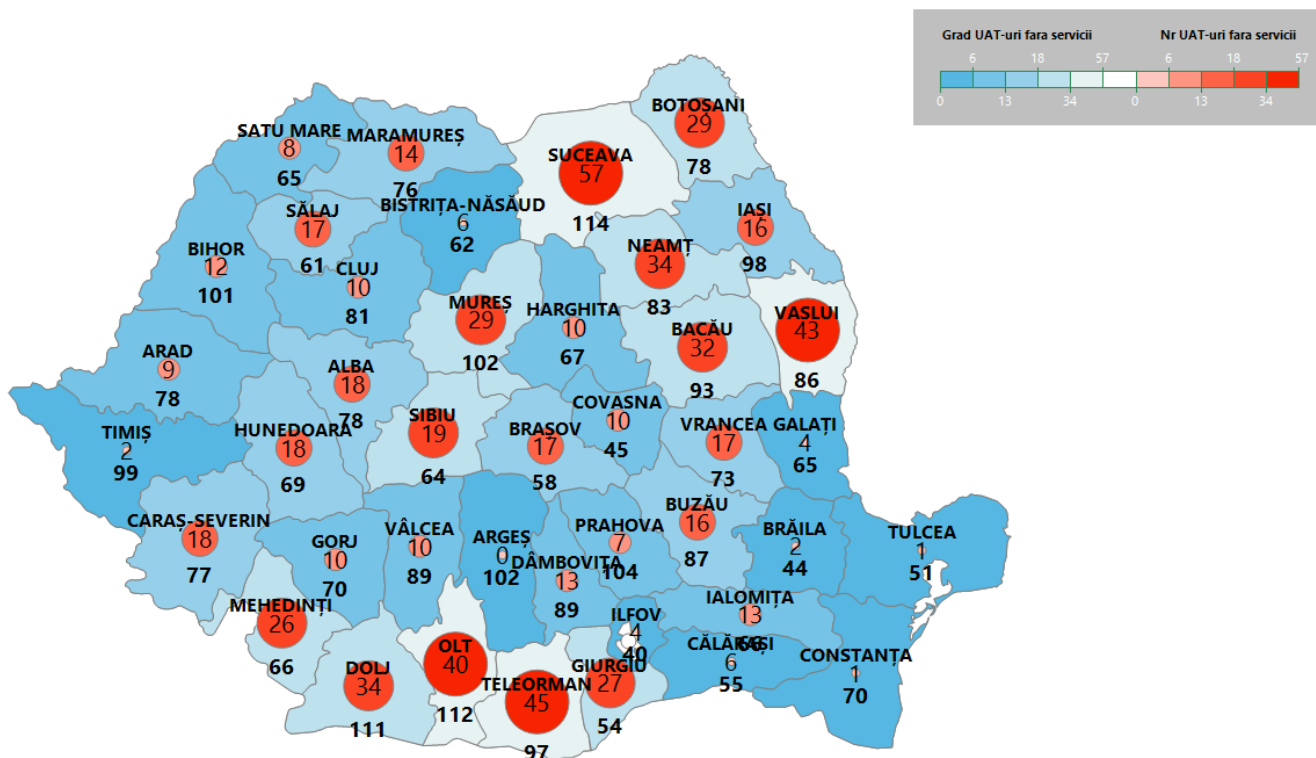 Grad UAT-uri fara servicii
Nr UAT-uri fara servicii
6 18 57 6 18 57
0 13 34 0 13 34
BOTOȘANI
29
78
SATU MARE
8
65
MARAMUREȘ
14
76
SUCEAVA
57
114
BISTRIȚA-NĂSĂUD
6
62
SĂLAJ
17
61
IAȘI
16
98
BIHOR
12
101
NEAMȚ
34
83
CLUJ
10
81
MUREȘ
29
102
HARGHITA
10
67
BACĂU
32
93
VASLUI
43
86
ARAD
9
78
ALBA
18
78
SIBIU
19
64
COVASNA
10
45
TIMIȘ
2
99
HUNEDOARA
18
69
BRAȘOV
17
58
VRANCEA
17
73
GALAȚI
4
65
CARAȘ-SEVERIN
18
77
GORJ
10
70
VÂLCEA
10
89
ARGEȘ
0
102
PRAHOVA
7
104
DÂMBOVIȚA
13
89
BUZĂU
16
87
BRĂILA
2
44
TULCEA
1
51
MEHEDINȚI
26
66
ILFOV
4
40
IALOMIȚA
13
66
CĂLĂRAȘI
6
55
CONSTANȚA
1
70
DOLJ
34
111
OLT
40
112
TELEORMAN
45
97
GIURGIU
27
54